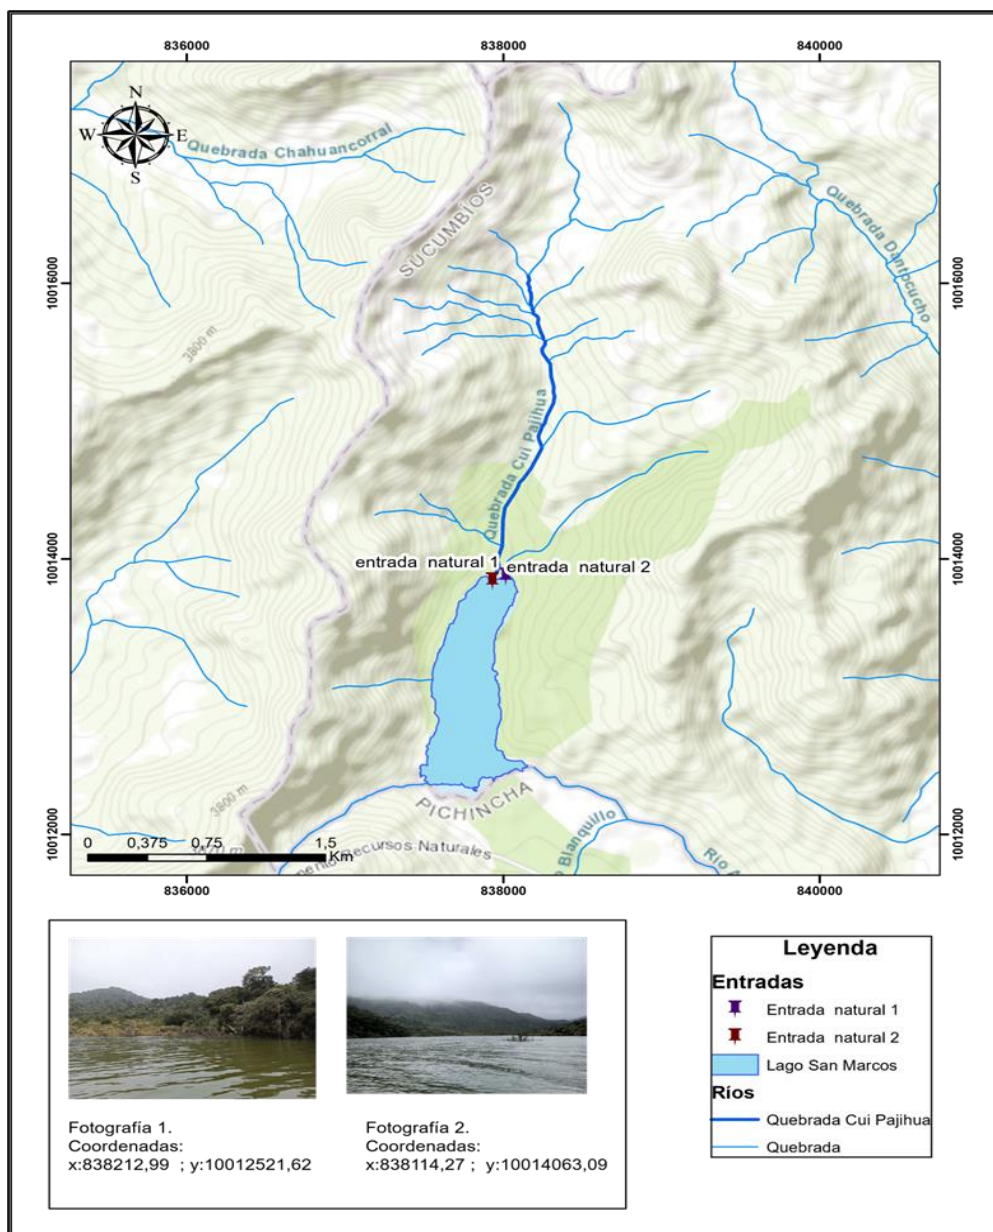 836000
838000
840000
N
W
E
S
Quebrada Chahuancorral
SUCUMBÍOS
Quebrada Dantocucho
10016000
10016000
3800 m
Quebrada Cui Pajihua
10014000
10014000
entrada natural 1
entrada natural 2
3800 m
PICHINCHA
10012000
10012000
0 0,375 0,75 1,5
Km
Recursos Naturales
Blanquillo
Río
836000
838000
840000
Fotografía 1.
Coordenadas:
x:838212,99 ; y:10012521,62
Fotografía 2.
Coordenadas:
x:838114,27 ; y:10014063,09
Leyenda
Entradas
Entrada natural 1
Entrada natural 2
Lago San Marcos
Ríos
Quebrada Cui Pajihua
Quebrada